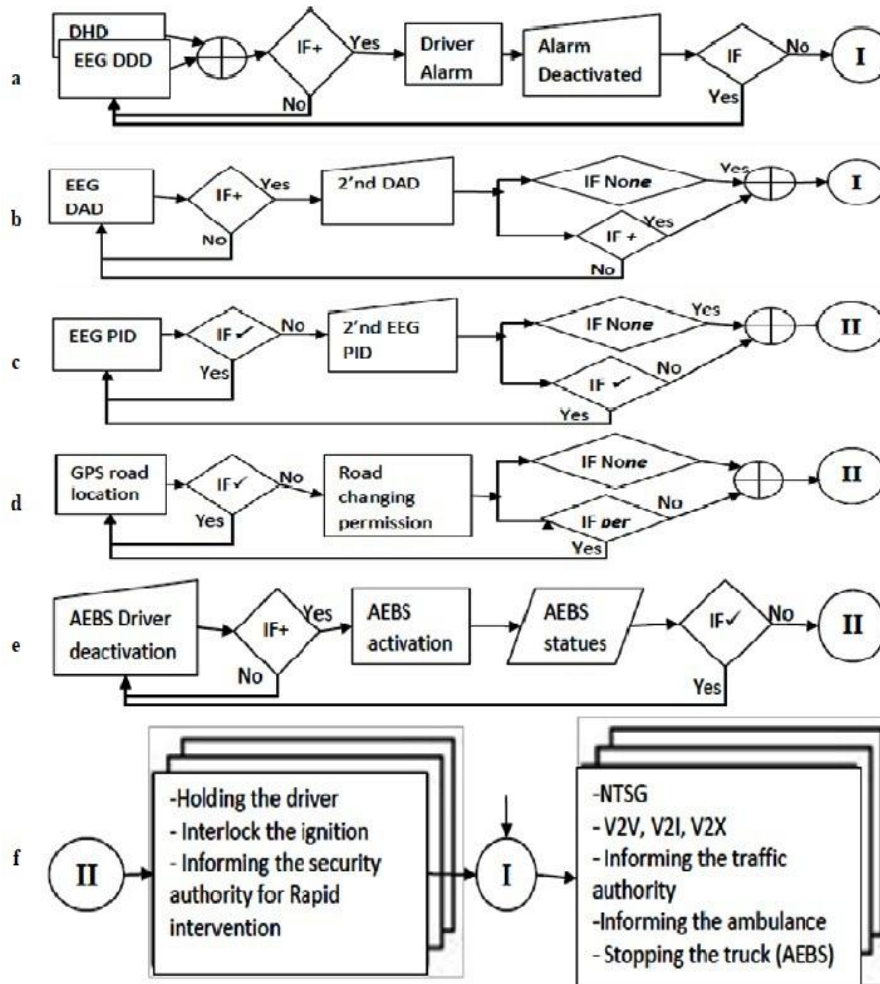 a
DHD
EEG DDD
IF+
Yes
No
Driver
Alarm
Alarm
Deactivated
IF
No
Yes
I
b
EEG
DAD
IF+
Yes
No
2'nd DAD
IF None
Yes
IF +
Yes
No
I
c
EEG PID
IF ✓
No
Yes
2'nd EEG
PID
IF None
Yes
IF ✓
No
Yes
II
d
GPS road
location
IF ✓
No
Yes
Road
changing
permission
IF None
IF per
No
Yes
II
e
AEBS Driver
deactivation
IF+
Yes
No
AEBS
activation
AEBS
statues
IF✓
No
Yes
II
f
II
-Holding the driver
- Interlock the ignition
- Informing the security
authority for Rapid
intervention
I
-NTSG
- V2V, V2I, V2X
- Informing the traffic
authority
-Informing the ambulance
- Stopping the truck (AEBS)